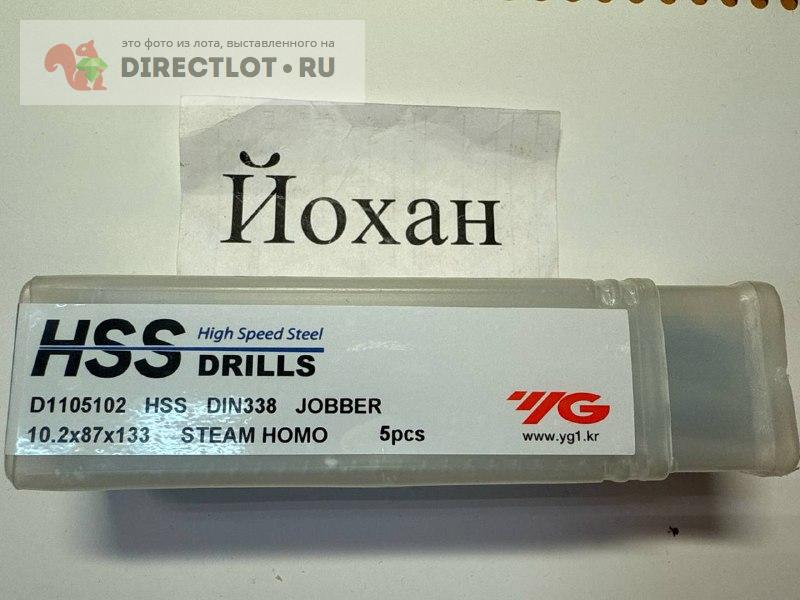 это фото из лота, выставленного на
DIRECTLOT•RU
Йохан
HSS High Speed Steel
DRILLS
D1105102 HSS DIN338 JOBBER
10.2x87x133 STEAM HOMO 5pcs
YG
www.yg1.kr